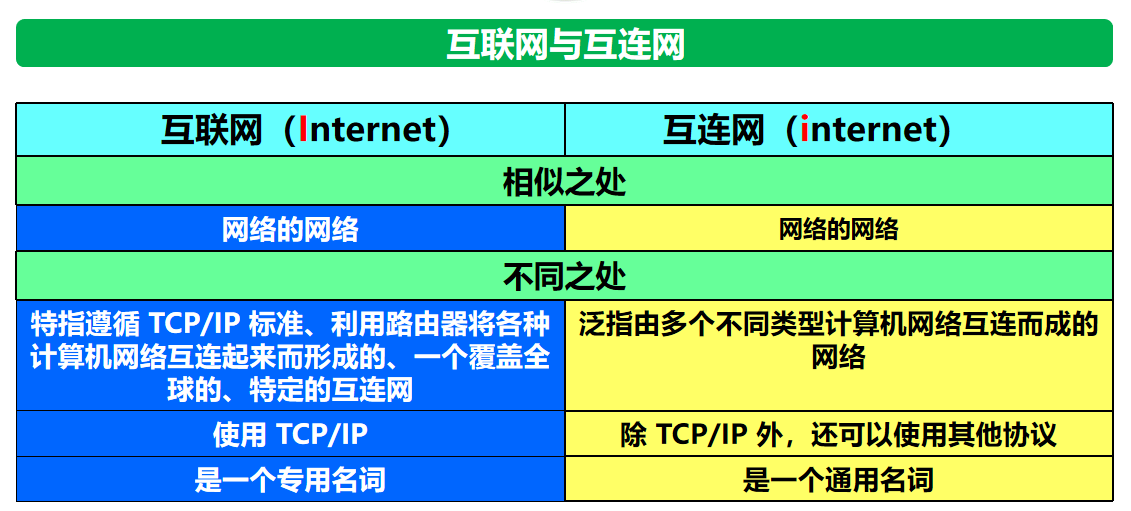 互联网与互连网
互联网（Internet）
互连网（internet）
相似之处
网络的网络
网络的网络
不同之处
特指遵循 TCP/IP 标准、利用路由器将各种
计算机网络互连起来而形成的、一个覆盖全
球的、特定的互连网
泛指由多个不同类型计算机网络互连而成的
网络
使用 TCP/IP
除 TCP/IP 外，还可以使用其他协议
是一个专用名词
是一个通用名词